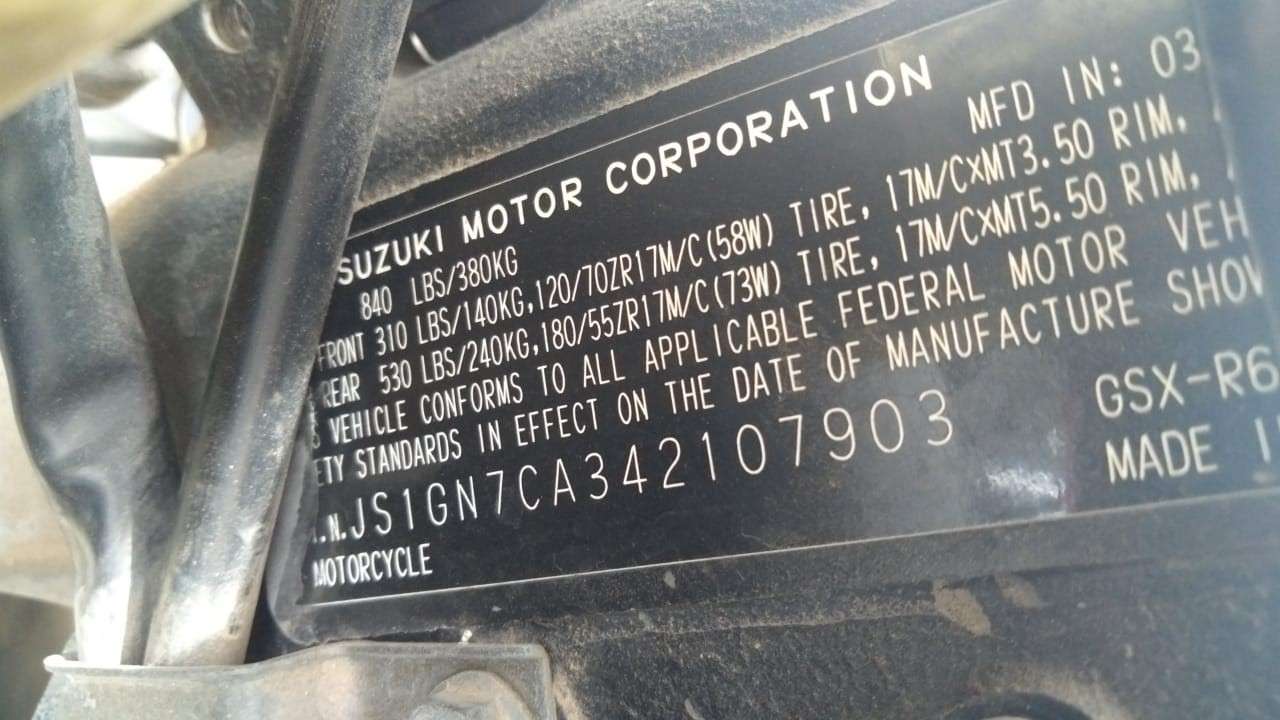 SUZUKI MOTOR CORPORATION
MFD IN: 03
840 LBS/380KG
FRONT 310 LBS/140KG,120/70ZR17M/C(58W) TIRE, 17M/C×MT3.50 RIM,
REAR 530 LBS/240KG,180/55ZR17M/C(73W) TIRE, 17M/C×MT5.50 RIM,
S VEHICLE CONFORMS TO ALL APPLICABLE FEDERAL MOTOR VEH
ETY STANDARDS IN EFFECT ON THE DATE OF MANUFACTURE SHOW
.N.JS1GN7CA342107903 GSX-R6
MOTORCYCLE MADE I